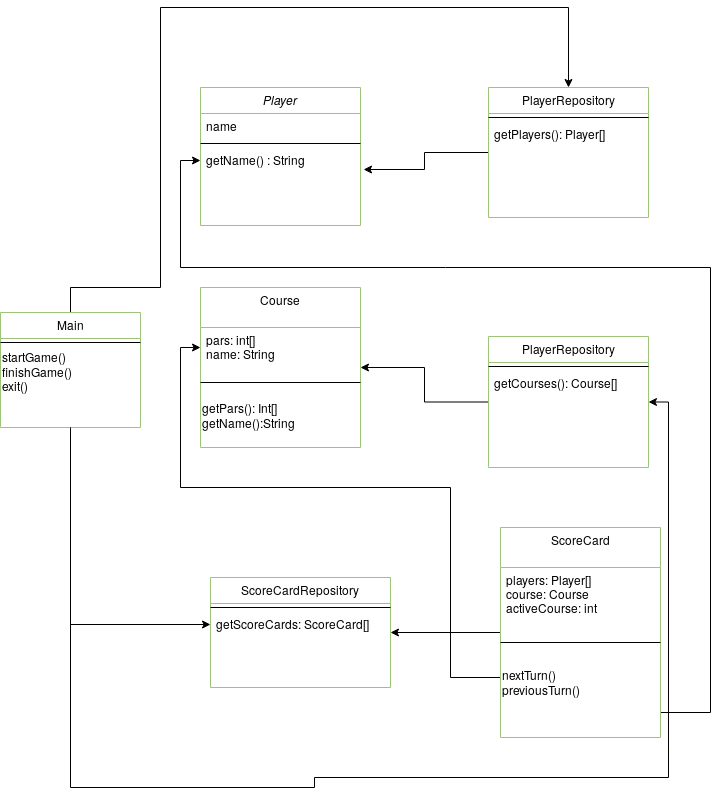 Player
name
getName() : String
PlayerRepository
getPlayers(): Player[]
Main
startGame()
finishGame()
exit()
Course
pars: int[]
name: String
getPars(): Int[]
getName():String
PlayerRepository
getCourses(): Course[]
ScoreCardRepository
getScoreCards: ScoreCard[]
ScoreCard
players: Player[]
course: Course
activeCourse: int
nextTurn()
previousTurn()